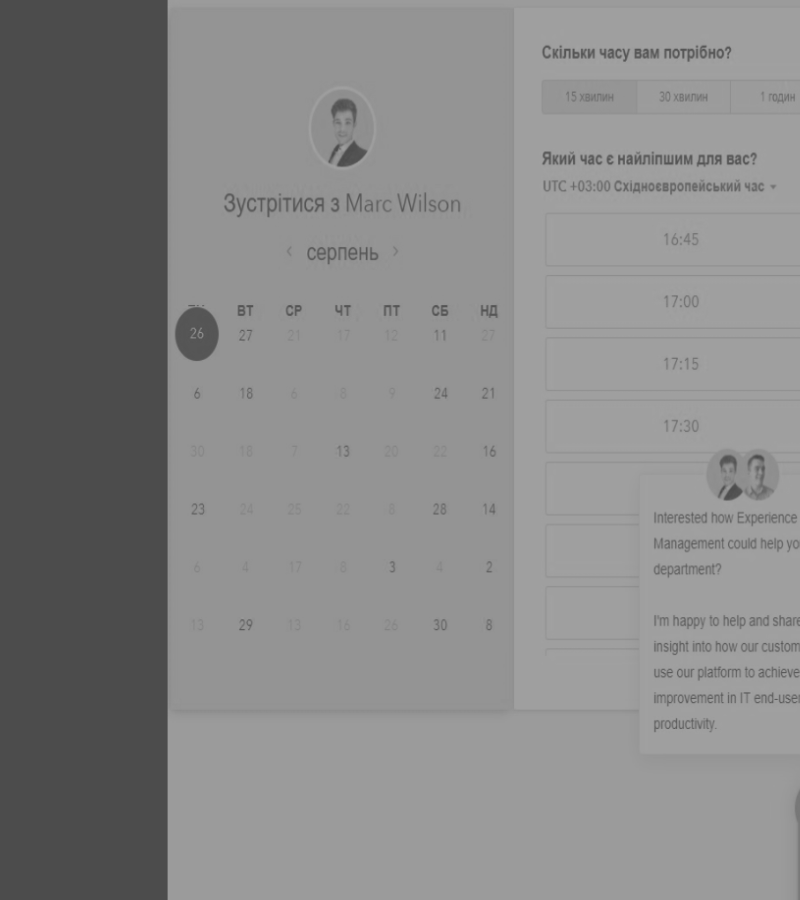 Зустрітися з Marc Wilson
серпень
ВТ СР ЧТ ПТ СБ НД
26 27 21 17 12 11 27
6 18 6 8 9 24 21
30 18 7 13 20 22 16
23 24 25 22 8 28 14
6 4 17 8 3 4 2
13 29 13 16 26 30 8
Скільки часу вам потрібно?
15 хвилин 30 хвилин 1 годин
Який час є найліпшим для вас?
UTC +03:00 Східноєвропейський час
16:45
17:00
17:15
17:30
Interested how Experience
Management could help yo
department?
I'm happy to help and share
insight into how our custom
use our platform to achieve
improvement in IT end-user
productivity.